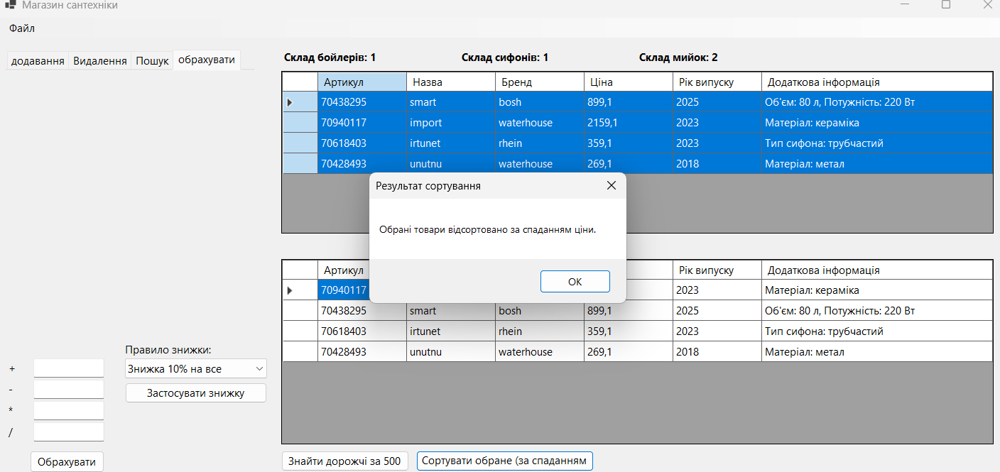 Магазин сантехніки
Файл
додавання Видалення Пошук обрахувати
Склад бойлерів: 1 Склад сифонів: 1 Склад мийок: 2
Артикул Назва Бренд Ціна Рік випуску Додаткова інформація
70438295 smart bosh 899,1 2025 Об'єм: 80 л, Потужність: 220 Вт
70940117 import waterhouse 2159,1 2023 Матеріал: кераміка
70618403 irtunet rhein 359,1 2023 Тип сифона: трубчастий
70428493 unutnu waterhouse 269,1 2018 Матеріал: метал
Результат сортування
Обрані товари відсортовано за спаданням ціни.
OK
Артикул Рік випуску Додаткова інформація
70940117 2023 Матеріал: кераміка
70438295 smart bosh 899,1 2025 Об'єм: 80 л, Потужність: 220 Вт
70618403 irtunet rhein 359,1 2023 Тип сифона: трубчастий
70428493 unutnu waterhouse 269,1 2018 Матеріал: метал
Правило знижки:
+ Знижка 10% на все
- Застосувати знижку
*
/
Обрахувати Знайти дорожчі за 500 Сортувати обране (за спаданням